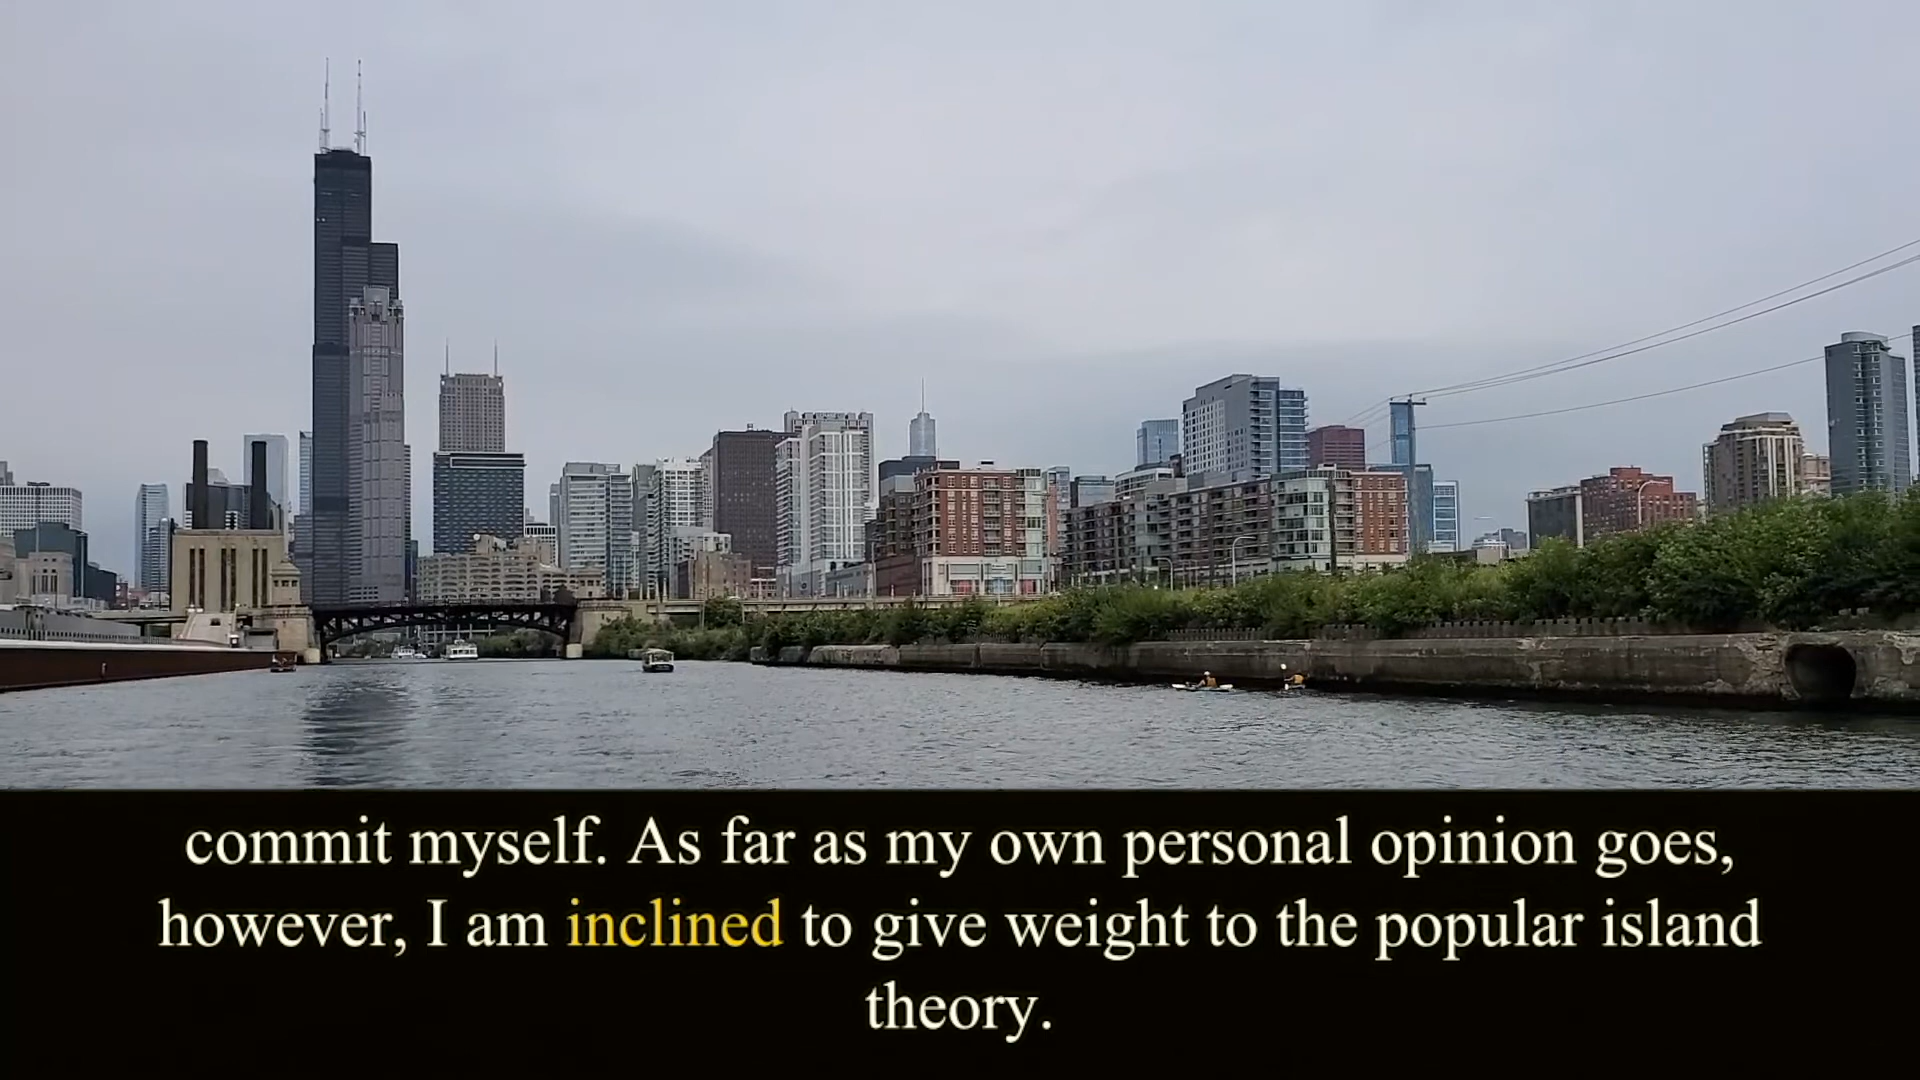 commit myself. As far as my own personal opinion goes,
however, I am inclined to give weight to the popular island
theory.